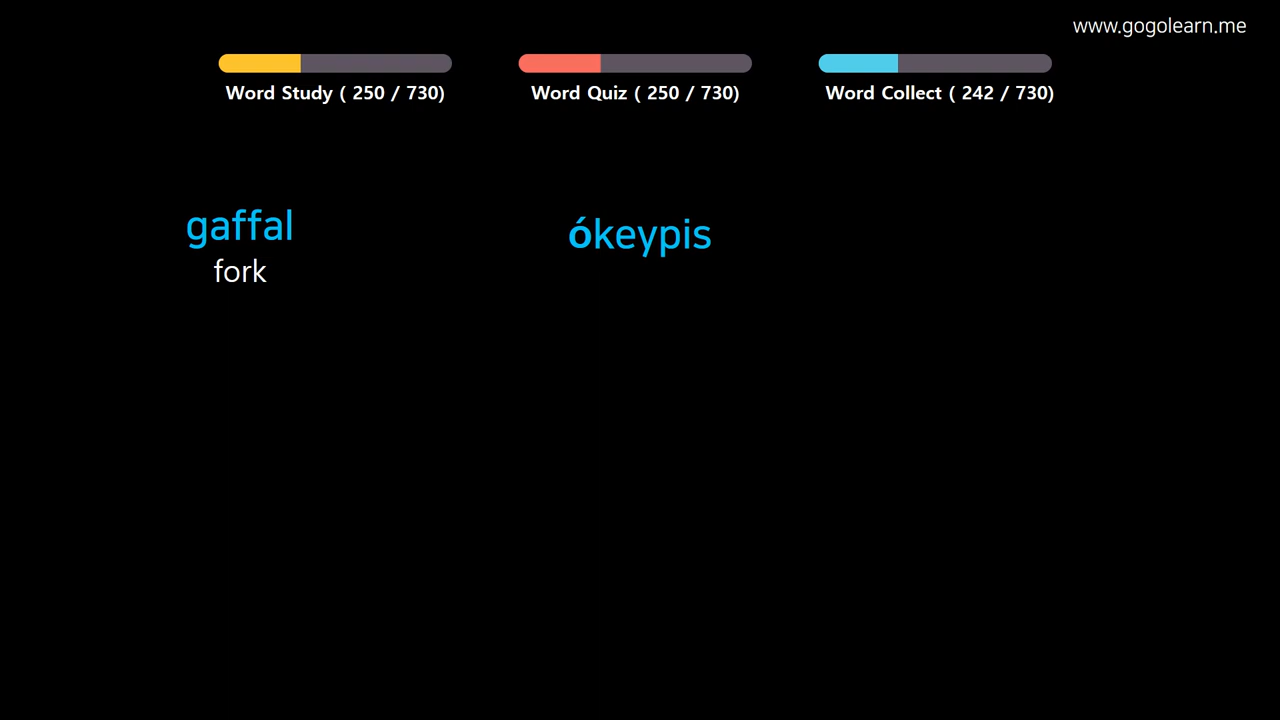 www.gogolearn.me
Word Study ( 250 / 730)
Word Quiz ( 250 / 730)
Word Collect ( 242 / 730)
gaffal
fork
ókeypis